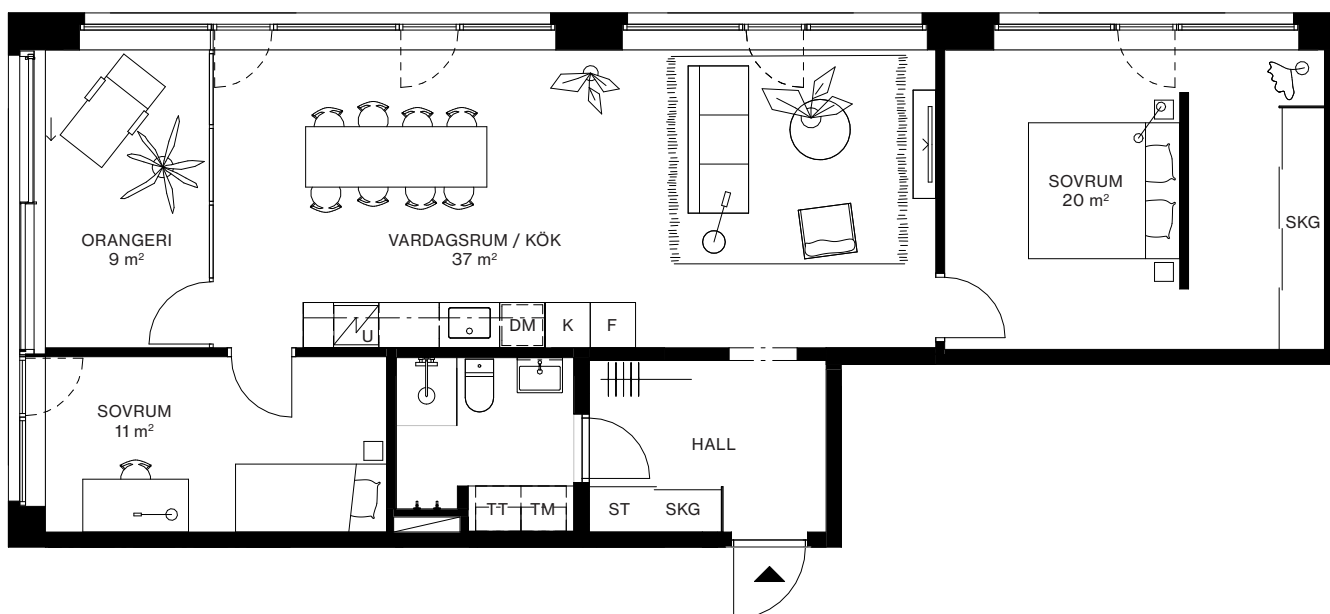 SOVRUM
20 m²
SKG
ORANGERI
9 m²
VARDAGSRUM / KÖK
37 m²
U
DM
K
F
SOVRUM
11 m²
HALL
TT
TM
ST
SKG